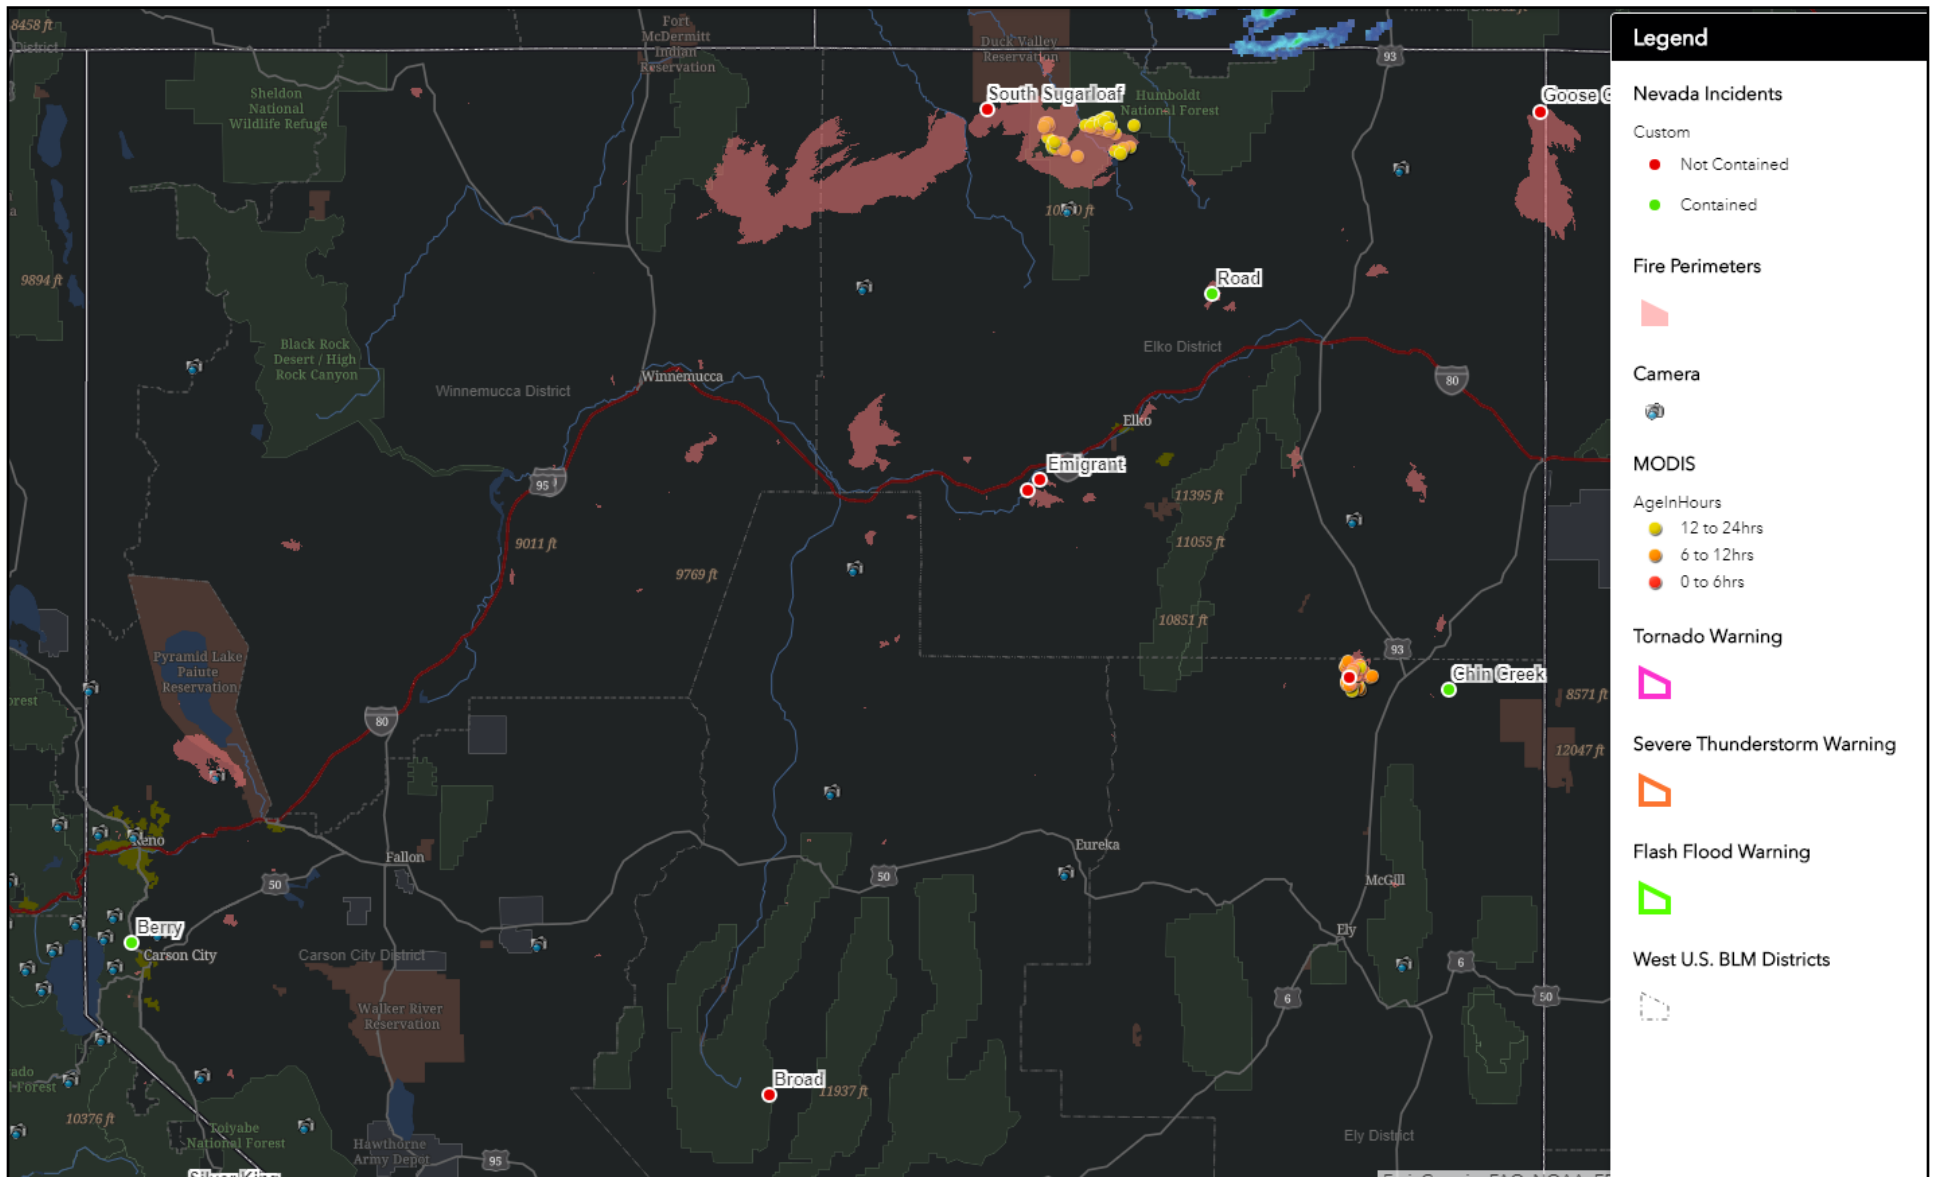 8458 ft
District
Fort
McDermitt
Indian
Reservation
Duck Valley
Reservation
93
Sheldon
National
Wildlife Refuge
South Sugarloaf
Humboldt
National Forest
Goose
9894 ft
Road
Black Rock
Desert / High
Rock Canyon
Elko District
Winnemucca
Winnemucca District
80
Elko
Emigrant
95
11395 ft
9011 ft
11055 ft
9769 ft
10851 ft
Pyramid Lake
Paiute
Reservation
93
Chin Creek
8571 ft
80
12047 ft
Reno
Fallon
Eureka
50
50
McGill
Berry
Carson City
Carson City District
Ely
6
6
50
Walker River
Reservation
Broad
11937 ft
Forest
10376 ft
Toiyabe
National Forest
Hawthorne
Army Depot
95
Ely District
Silver King
Legend
Nevada Incidents
Custom
Not Contained
Contained
Fire Perimeters
Camera
MODIS
AgeInHours
12 to 24hrs
6 to 12hrs
0 to 6hrs
Tornado Warning
Severe Thunderstorm Warning
Flash Flood Warning
West U.S. BLM Districts